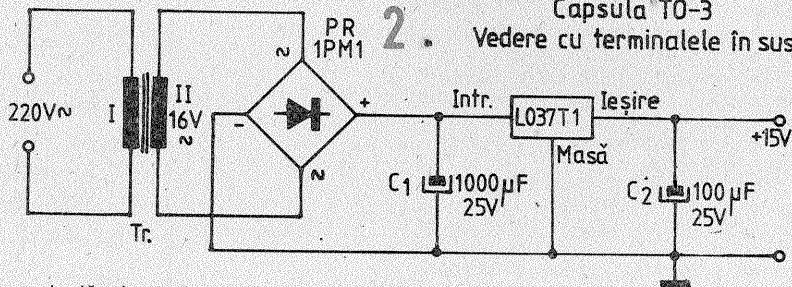 Capsula TO-3
Vedere cu terminalele în sus
2.
PR
1PM1
~
220V~
I
II
16V
~
-
+
~
Tr.
Intr.
L037T1
Ieșire
Masă
+15V
C1
1000µF
25V
C2
100µF
25V